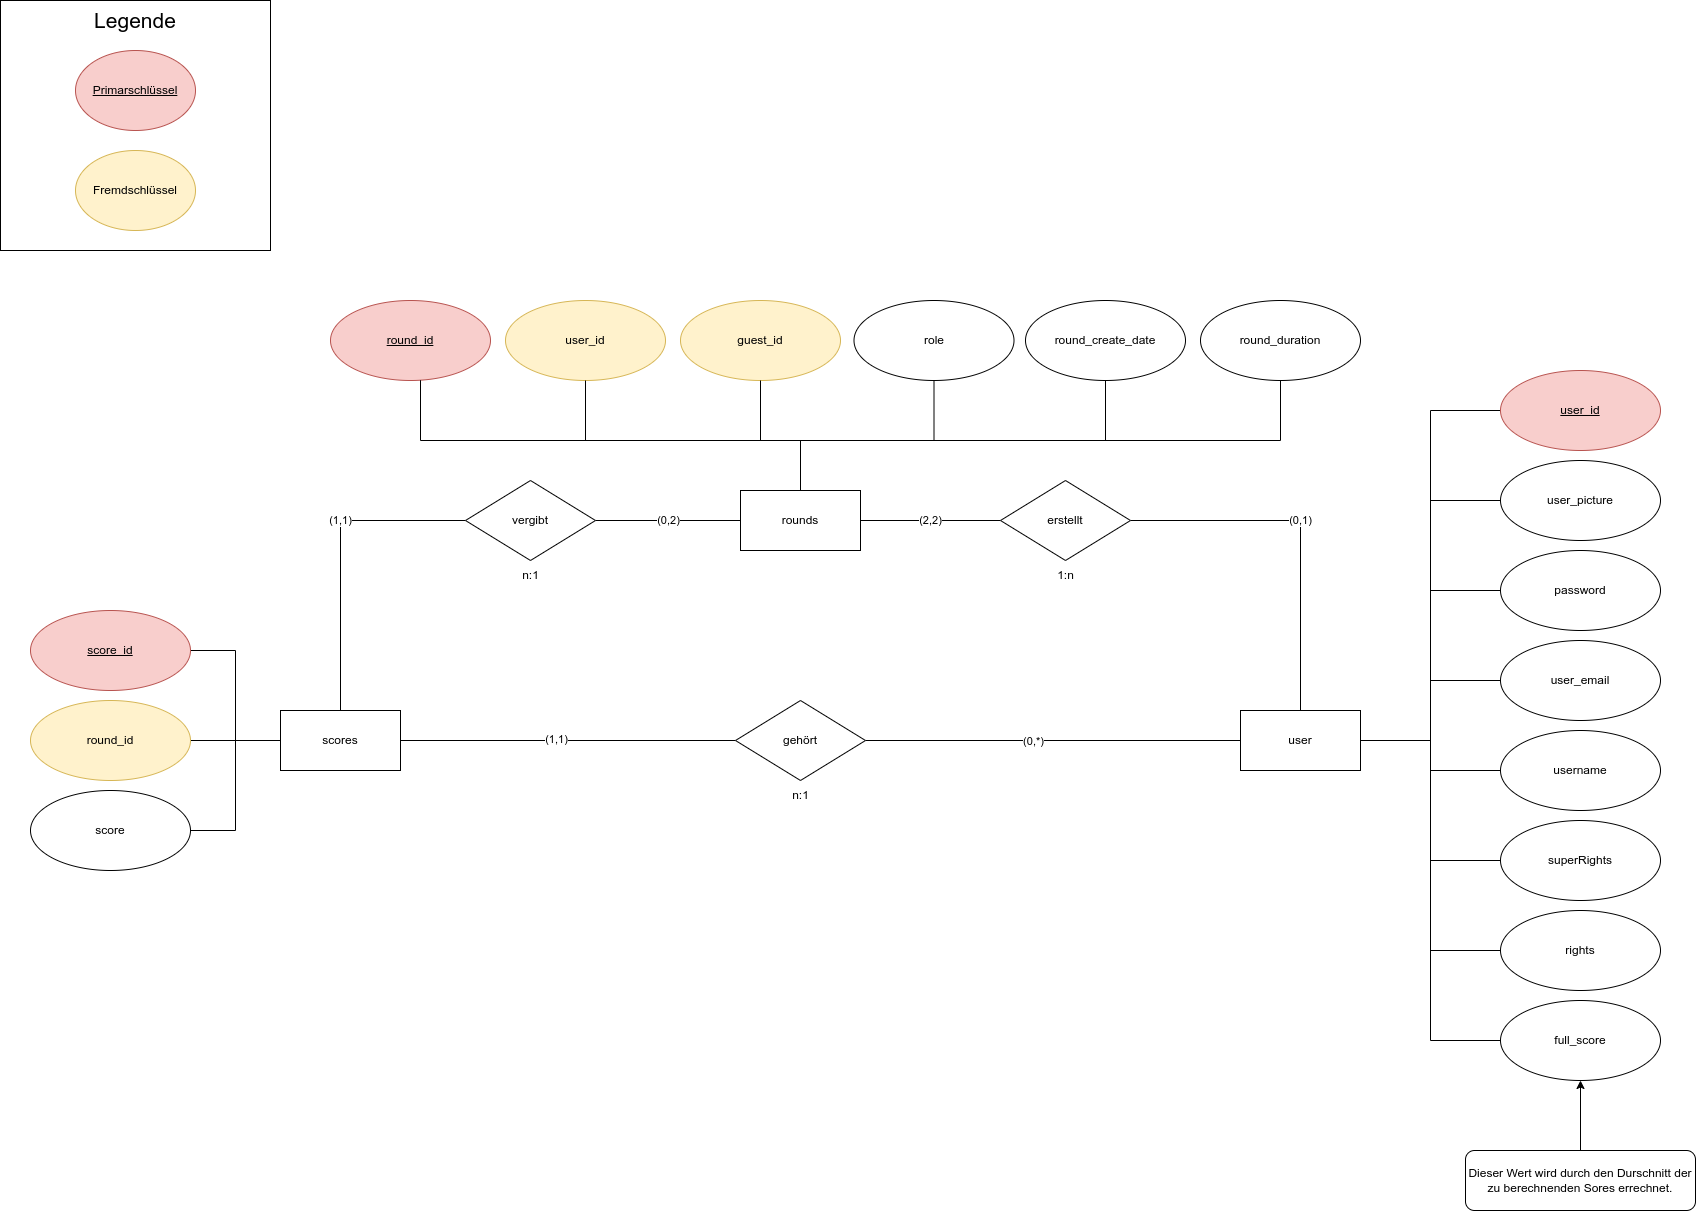 Legende
Primarschlüssel
Fremdschlüssel
round_id
user_id
guest_id
role
round_create_date
round_duration
user_id
user_picture
(1,1)
vergibt
(0,2)
rounds
(2,2)
erstellt
(0,1)
n:1
1:n
password
score_id
user_email
round_id
scores
(1,1)
gehört
(0,*)
user
username
n:1
score
superRights
rights
full_score
Dieser Wert wird durch den Durschnitt der
zu berechnenden Sores errechnet.